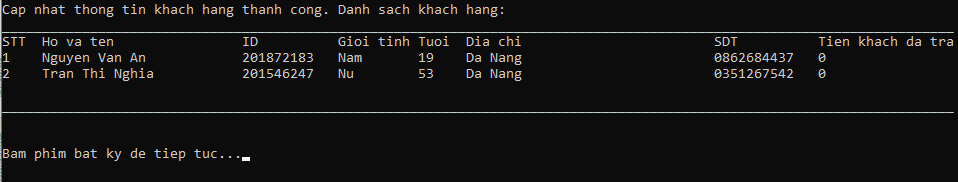 Cap nhat thong tin khach hang thanh cong. Danh sach khach hang:
STT Ho va ten ID Gioi tinh Tuoi Dia chi SDT Tien khach da tra
1 Nguyen Van An 201872183 Nam 19 Da Nang 0862684437 0
2 Tran Thi Nghia 201546247 Nu 53 Da Nang 0351267542 0
Bam phim bat ky de tiep tuc...